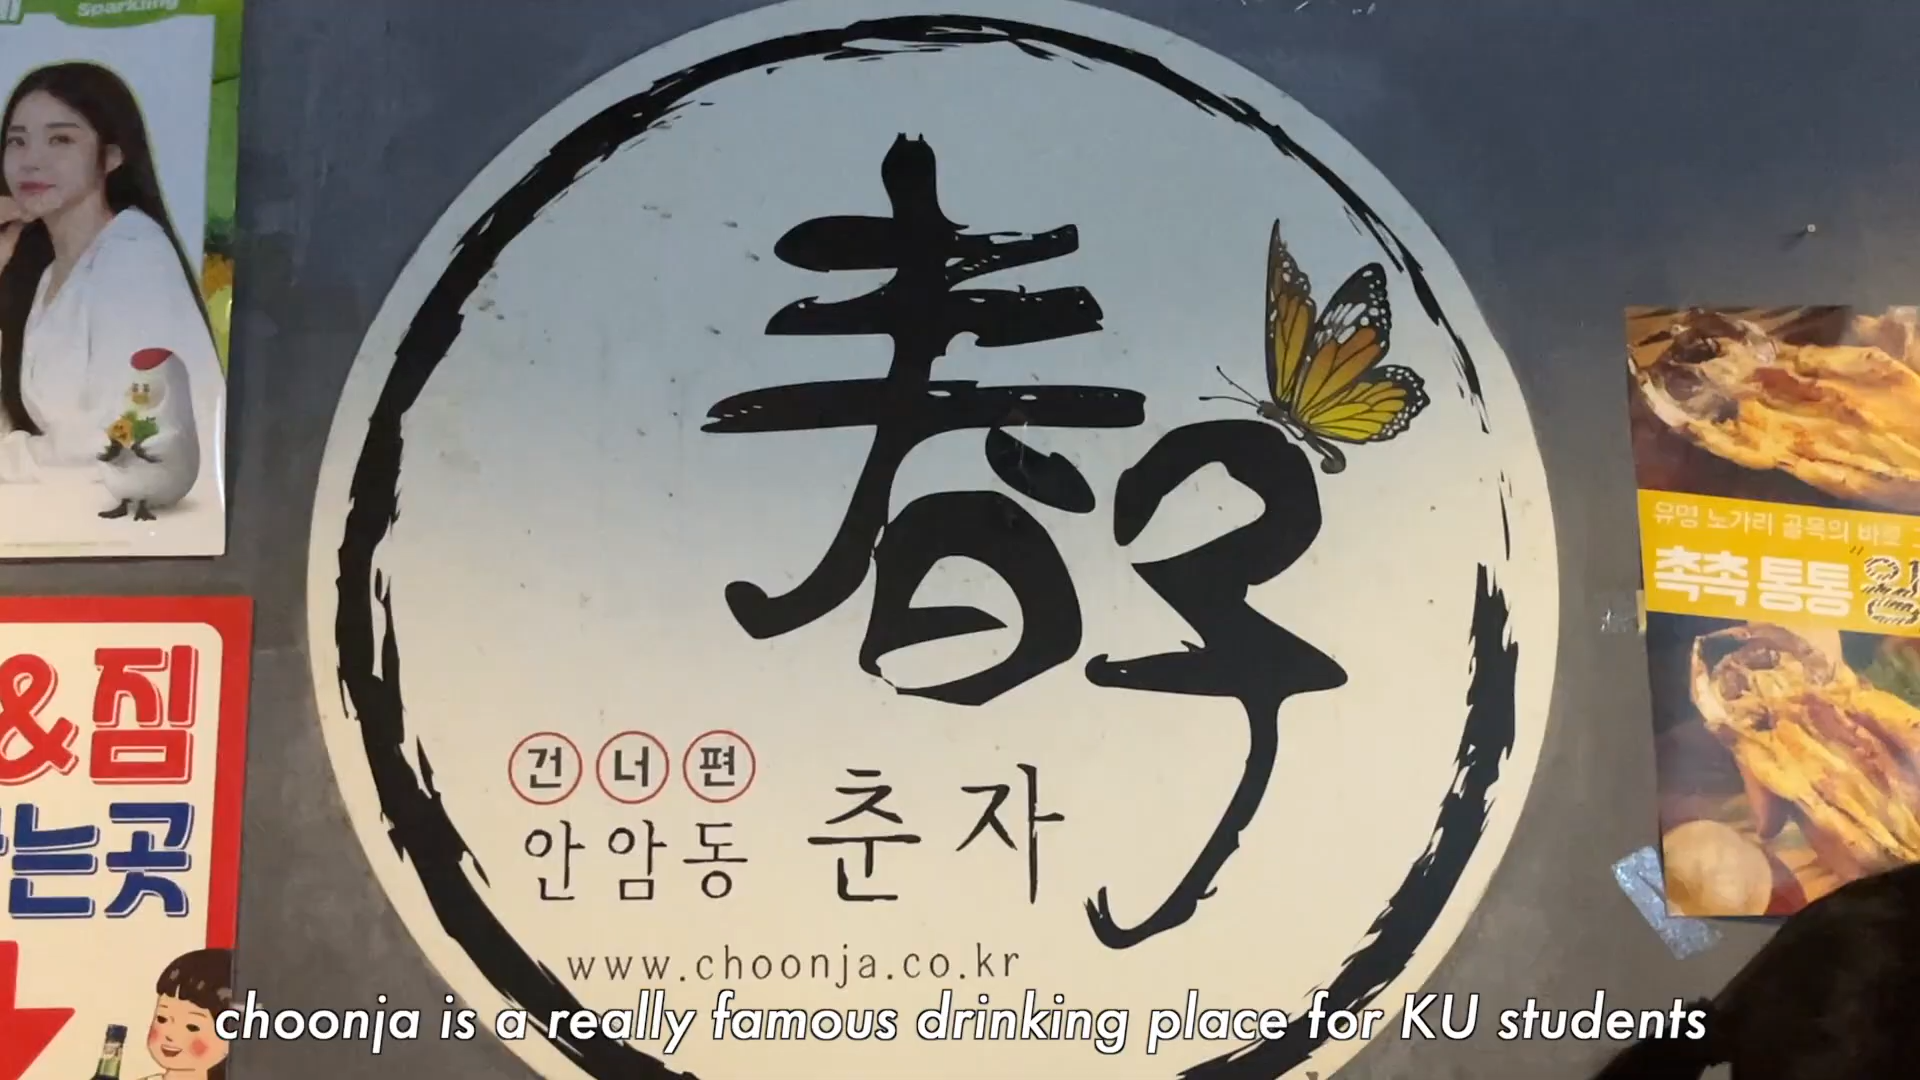 Sparkling
春子
건너편
안암동 춘자
www.choonja.co.kr
&짐
는곳
유명 노가리 골목의 바로
촉촉 통통
choonja is a really famous drinking place for KU students